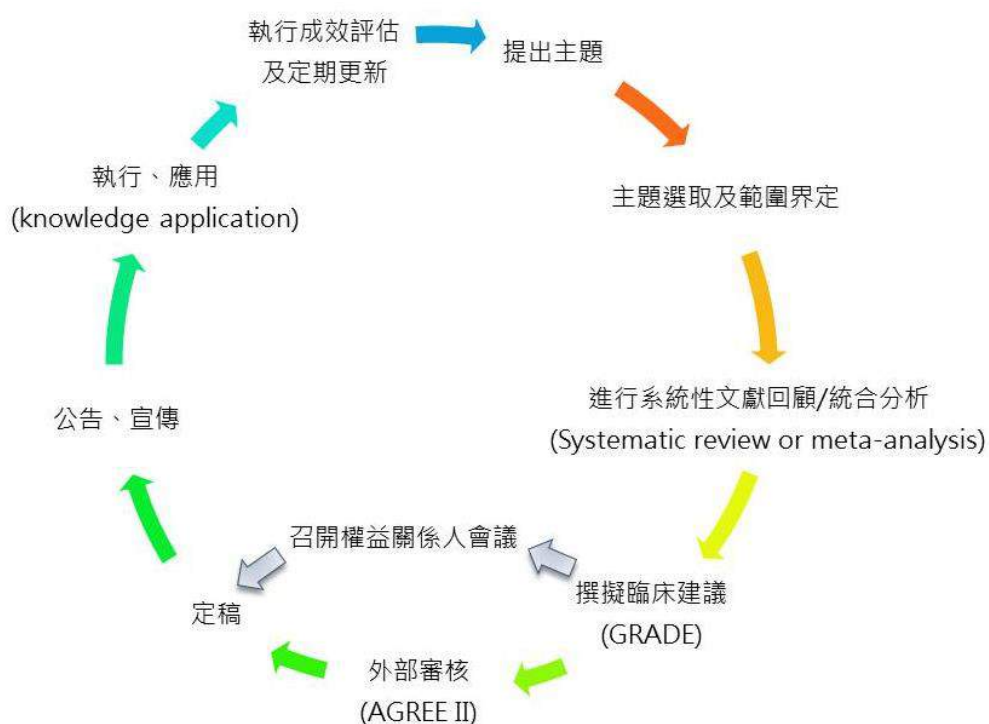 執行成效評估
及定期更新
提出主題
主題選取及範圍界定
進行系統性文獻回顧/統合分析
(Systematic review or meta-analysis)
撰擬臨床建議
(GRADE)
召開權益關係人會議
外部審核
(AGREE II)
定稿
公告、宣傳
執行、應用
(knowledge application)